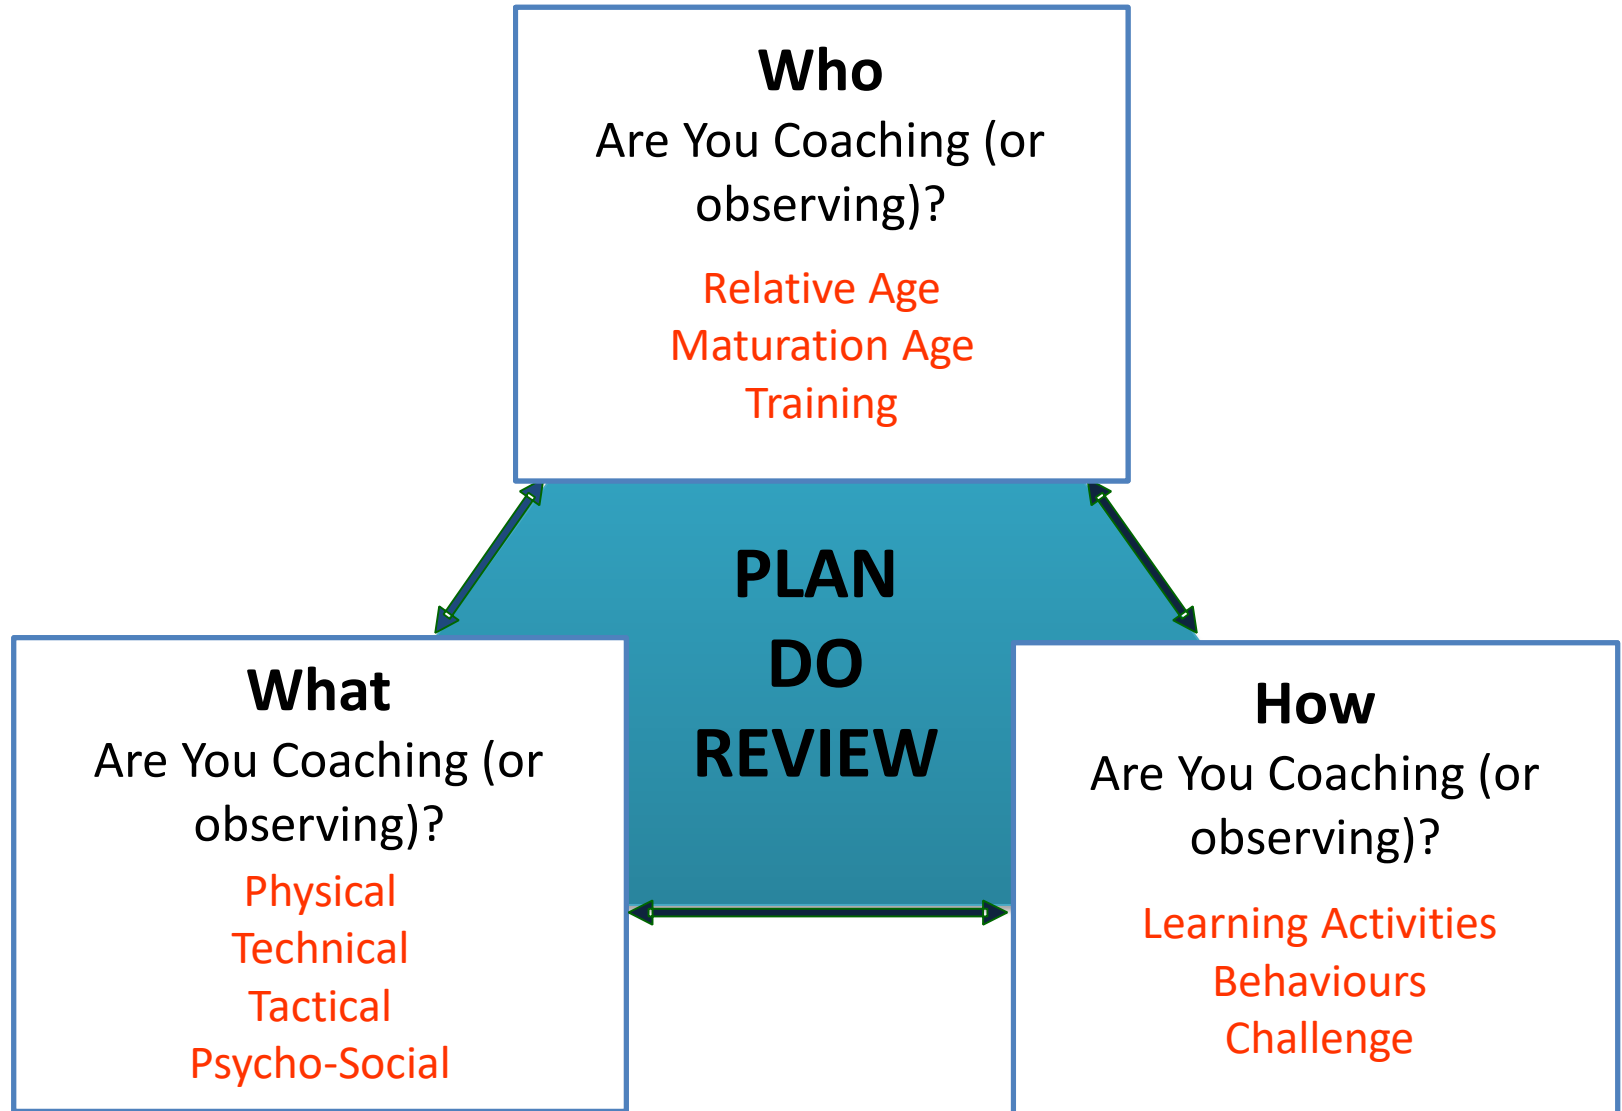 Who
Are You Coaching (or
observing)?
Relative Age
Maturation Age
Training
PLAN
DO
REVIEW
What
Are You Coaching (or
observing)?
Physical
Technical
Tactical
Psycho-Social
How
Are You Coaching (or
observing)?
Learning Activities
Behaviours
Challenge